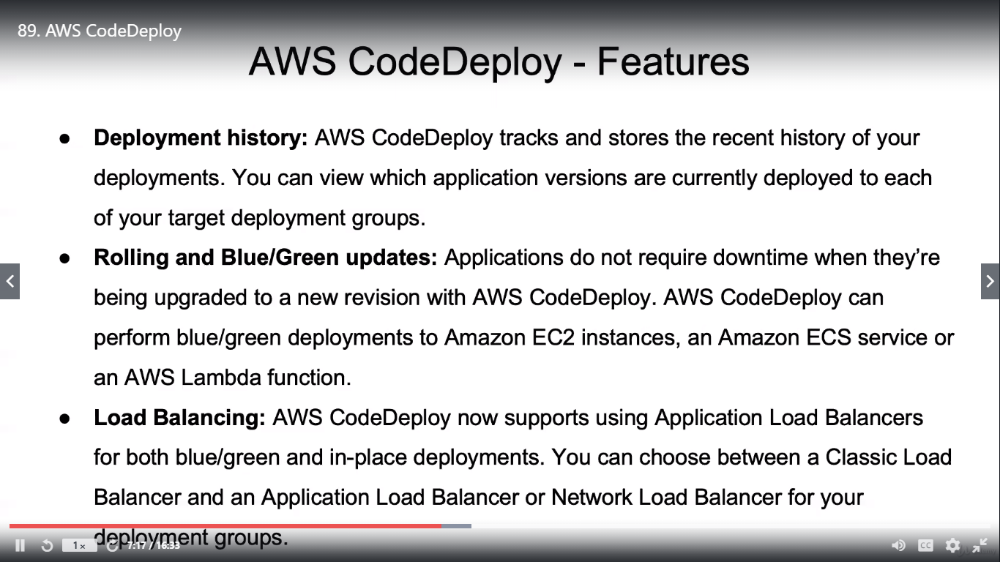 89. AWS CodeDeploy
AWS CodeDeploy - Features
● Deployment history: AWS CodeDeploy tracks and stores the recent history of your
deployments. You can view which application versions are currently deployed to each
of your target deployment groups.
● Rolling and Blue/Green updates: Applications do not require downtime when they’re
being upgraded to a new revision with AWS CodeDeploy. AWS CodeDeploy can
perform blue/green deployments to Amazon EC2 instances, an Amazon ECS service or
an AWS Lambda function.
● Load Balancing: AWS CodeDeploy now supports using Application Load Balancers
for both blue/green and in-place deployments. You can choose between a Classic Load
Balancer and an Application Load Balancer or Network Load Balancer for your
deployment groups.
1x 7:17 / 16:33 CC